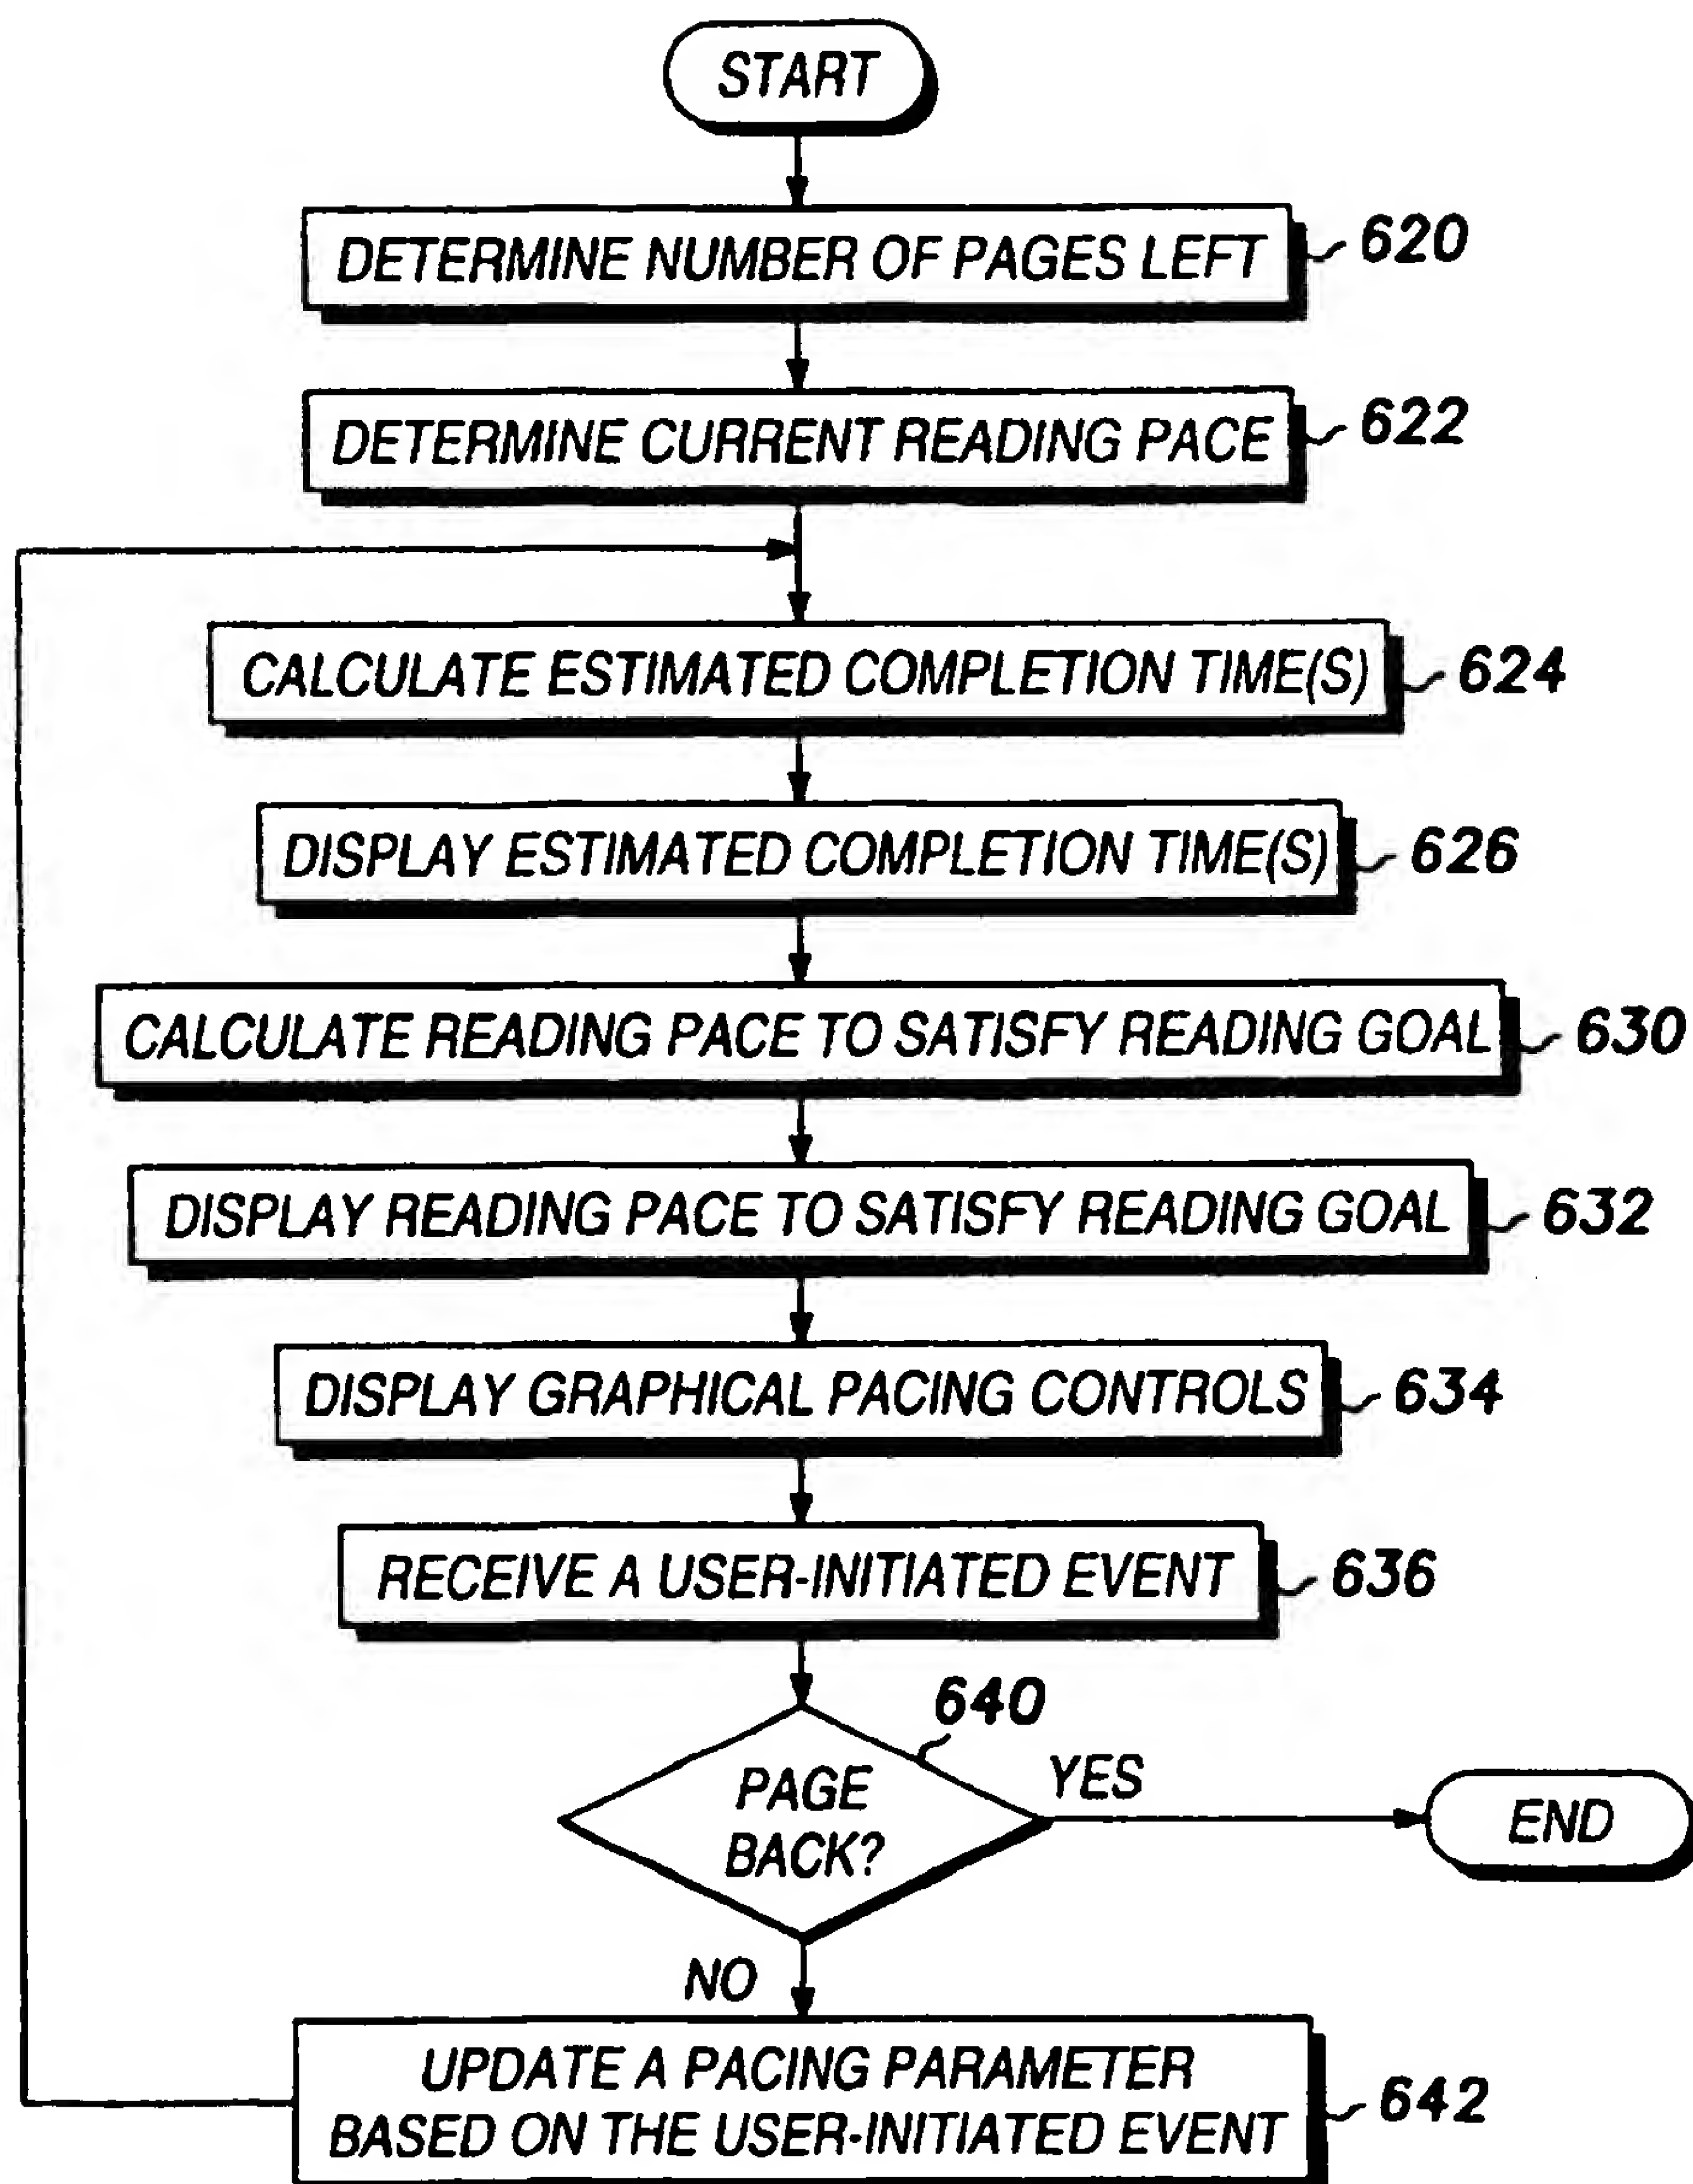 START
DETERMINE NUMBER OF PAGES LEFT
620
DETERMINE CURRENT READING PACE
622
CALCULATE ESTIMATED COMPLETION TIME(S)
624
DISPLAY ESTIMATED COMPLETION TIME(S)
626
CALCULATE READING PACE TO SATISFY READING GOAL
630
DISPLAY READING PACE TO SATISFY READING GOAL
632
DISPLAY GRAPHICAL PACING CONTROLS
634
RECEIVE A USER-INITIATED EVENT
636
640
PAGE
BACK?
YES
END
NO
UPDATE A PACING PARAMETER
BASED ON THE USER-INITIATED EVENT
642